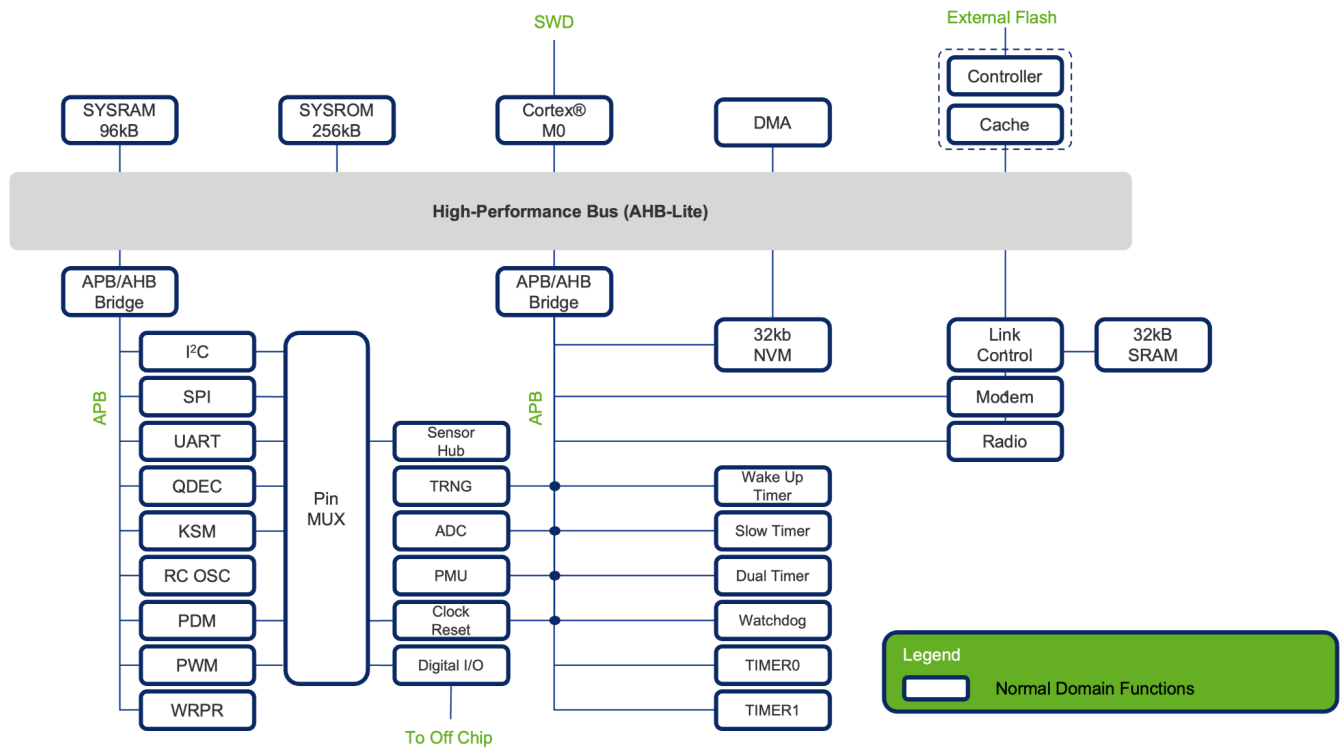 SWD
External Flash
SYSRAM
96kB
SYSROM
256kB
Cortex®
M0
DMA
Controller
Cache
High-Performance Bus (AHB-Lite)
APB/AHB
Bridge
APB/AHB
Bridge
APB
I²C
SPI
UART
QDEC
KSM
RC OSC
PDM
PWM
WRPR
Pin
MUX
Sensor
Hub
TRNG
ADC
PMU
Clock
Reset
Digital I/O
To Off Chip
APB
32kb
NVM
Link
Control
32kB
SRAM
Modem
Radio
Wake Up
Timer
Slow Timer
Dual Timer
Watchdog
TIMER0
TIMER1
Legend
Normal Domain Functions